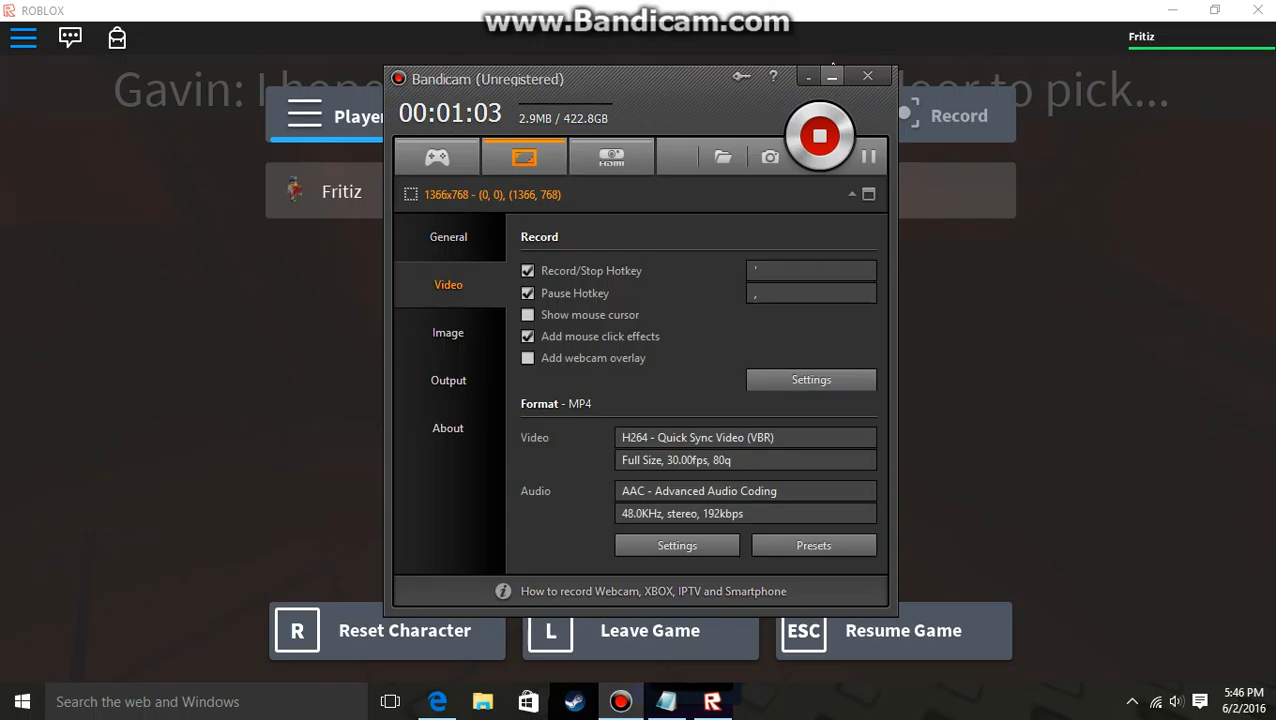 ROBLOX
www.Bandicam.com
Fritiz
Gavin: I hop
oor to pick...
Bandicam (Unregistered)
?
00:01:03
2.9MB / 422.8GB
Record
HDMI
Fritiz
1366x768 - (0, 0), (1366, 768)
General
Video
Image
Output
About
Record
Record/Stop Hotkey
'
Pause Hotkey
,
Show mouse cursor
Add mouse click effects
Add webcam overlay
Settings
Format - MP4
Video
H264 - Quick Sync Video (VBR)
Full Size, 30.00fps, 80q
Audio
AAC - Advanced Audio Coding
48.0KHz, stereo, 192kbps
Settings
Presets
How to record Webcam, XBOX, IPTV and Smartphone
R Reset Character
L Leave Game
ESC Resume Game
Search the web and Windows
5:46 PM
6/2/2016